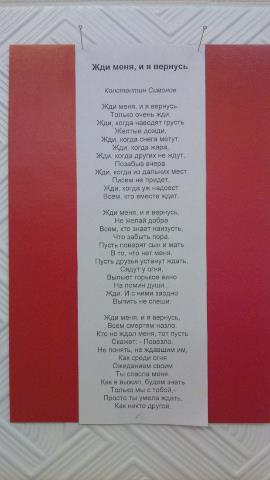 Жди меня, и я вернусь
Константин Симонов
Жди меня, и я вернусь.
Только очень жди,
Жди, когда наводят грусть
Желтые дожди,
Жди, когда снега метут,
Жди, когда жара,
Жди, когда других не ждут,
Позабыв вчера.
Жди, когда из дальних мест
Писем не придет,
Жди, когда уж надоест
Всем, кто вместе ждет.
Жди меня, и я вернусь,
Не желай добра
Всем, кто знает наизусть,
Что забыть пора.
Пусть поверят сын и мать
В то, что нет меня,
Пусть друзья устанут ждать,
Сядут у огня,
Выпьют горькое вино
На помин души...
Жди. И с ними заодно
Выпить не спеши.
Жди меня, и я вернусь,
Всем смертям назло.
Кто не ждал меня, тот пусть
Скажет: - Повезло.
Не понять, не ждавшим им,
Как среди огня
Ожиданием своим
Ты спасла меня.
Как я выжил, будем знать
Только мы с тобой,-
Просто ты умела ждать,
Как никто другой.